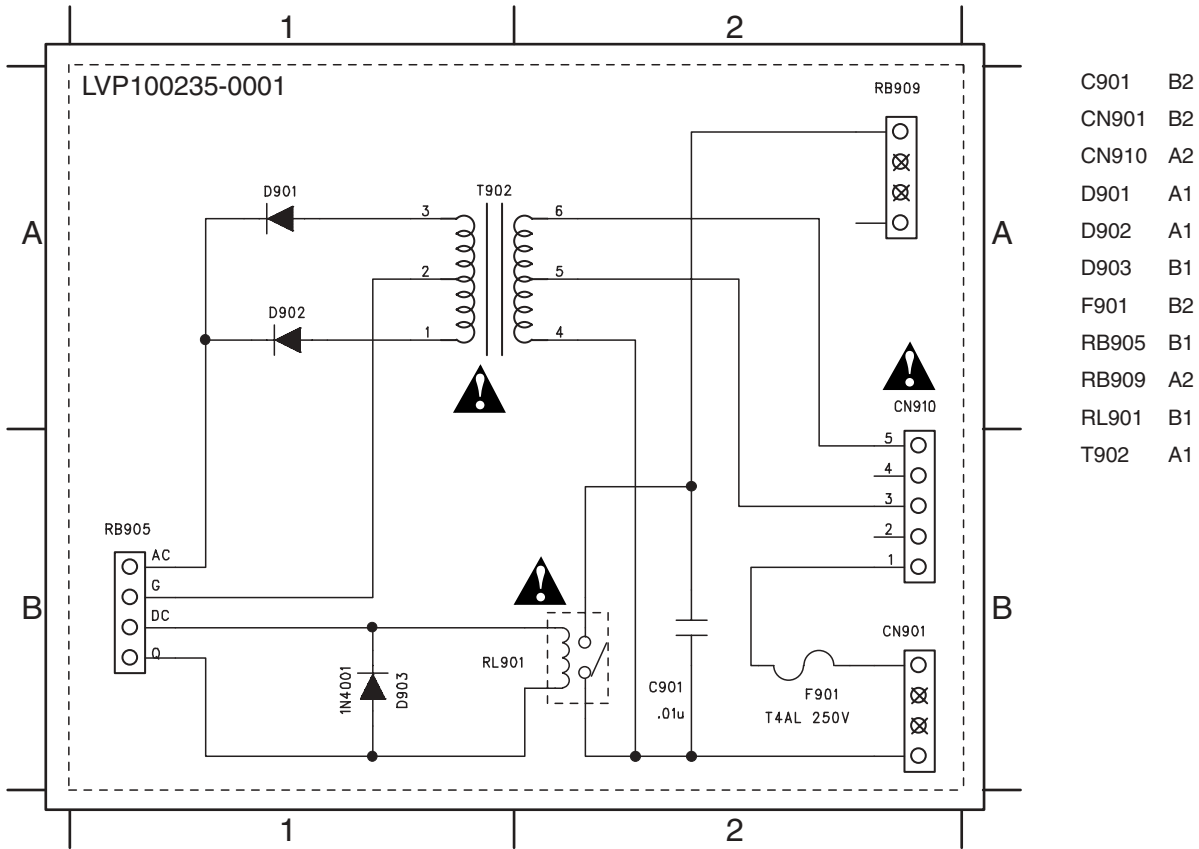 1 2
LVP100235-0001
RB909
D901
T902
3 6
A A
2 5
D902
1 4
CN910
5
4
3
RB905
2
AC
1
G
B B
DC
CN901
Q
RL901
1N4001
D903
C901
.01u
F901
T4AL 250V
1 2
C901 B2
CN901 B2
CN910 A2
D901 A1
D902 A1
D903 B1
F901 B2
RB905 B1
RB909 A2
RL901 B1
T902 A1